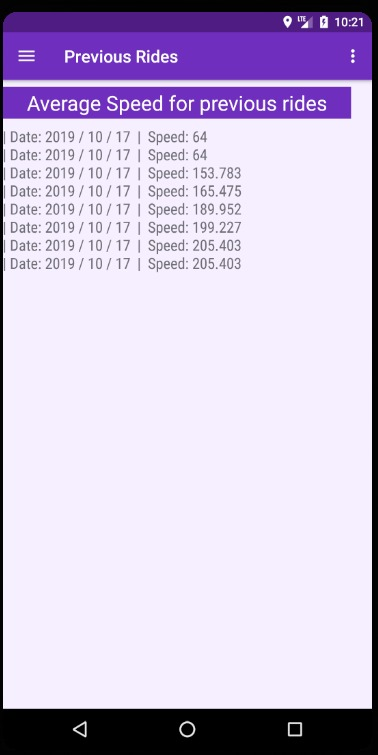 LTE 10:21
Previous Rides
Average Speed for previous rides
| Date: 2019 / 10 / 17 | Speed: 64
| Date: 2019 / 10 / 17 | Speed: 64
| Date: 2019 / 10 / 17 | Speed: 153.783
| Date: 2019 / 10 / 17 | Speed: 165.475
| Date: 2019 / 10 / 17 | Speed: 189.952
| Date: 2019 / 10 / 17 | Speed: 199.227
| Date: 2019 / 10 / 17 | Speed: 205.403
| Date: 2019 / 10 / 17 | Speed: 205.403